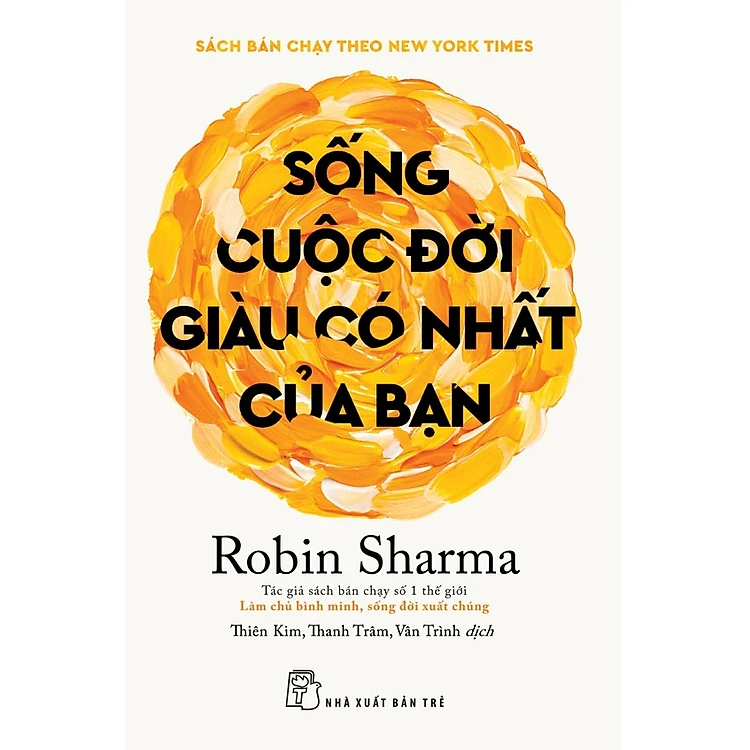 SÁCH BÁN CHẠY THEO NEW YORK TIMES
SỐNG
CUỘC ĐỜI
GIÀU CÓ NHẤT
CỦA BẠN
Robin Sharma
Tác giả sách bán chạy số 1 thế giới
Làm chủ bình minh, sống đời xuất chúng
Thiên Kim, Thanh Trâm, Vân Trình dịch
NHÀ XUẤT BẢN TRẺ